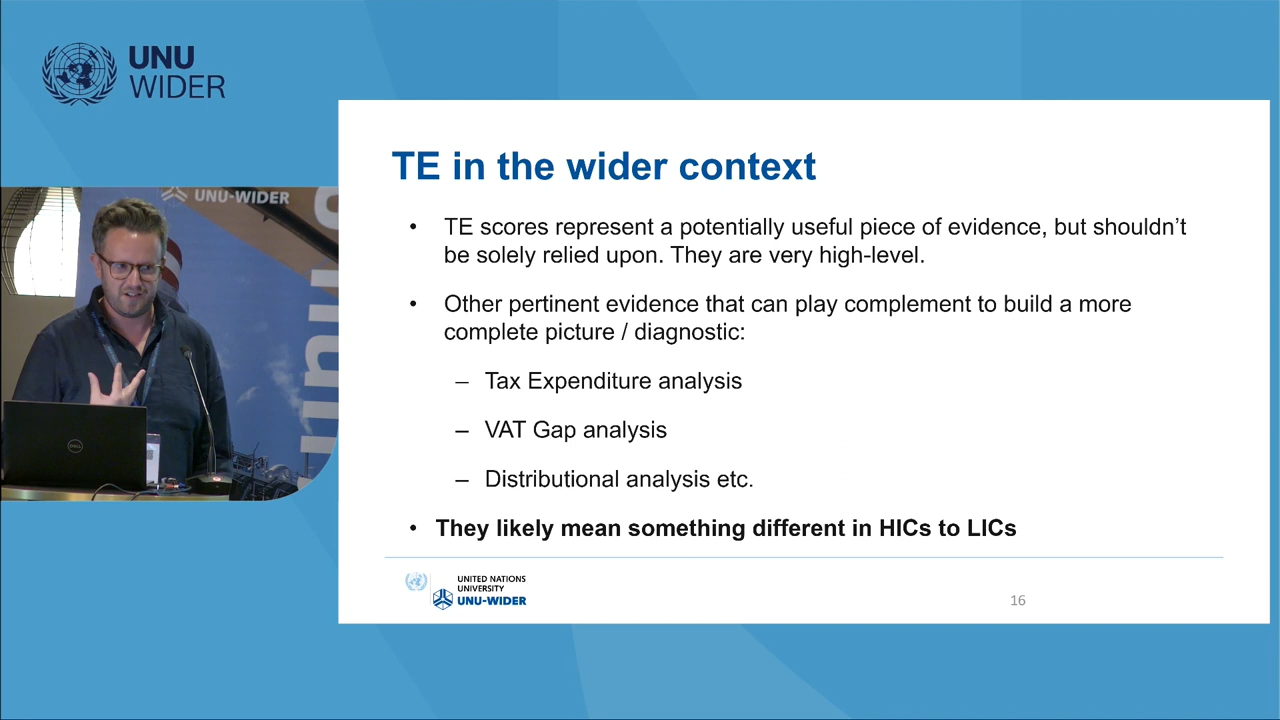 UNU
WIDER
UNU-WIDER
TE in the wider context
• TE scores represent a potentially useful piece of evidence, but shouldn’t
be solely relied upon. They are very high-level.
• Other pertinent evidence that can play complement to build a more
complete picture / diagnostic:
– Tax Expenditure analysis
– VAT Gap analysis
– Distributional analysis etc.
• They likely mean something different in HICs to LICs
UNITED NATIONS
UNIVERSITY
UNU-WIDER
16
DELL